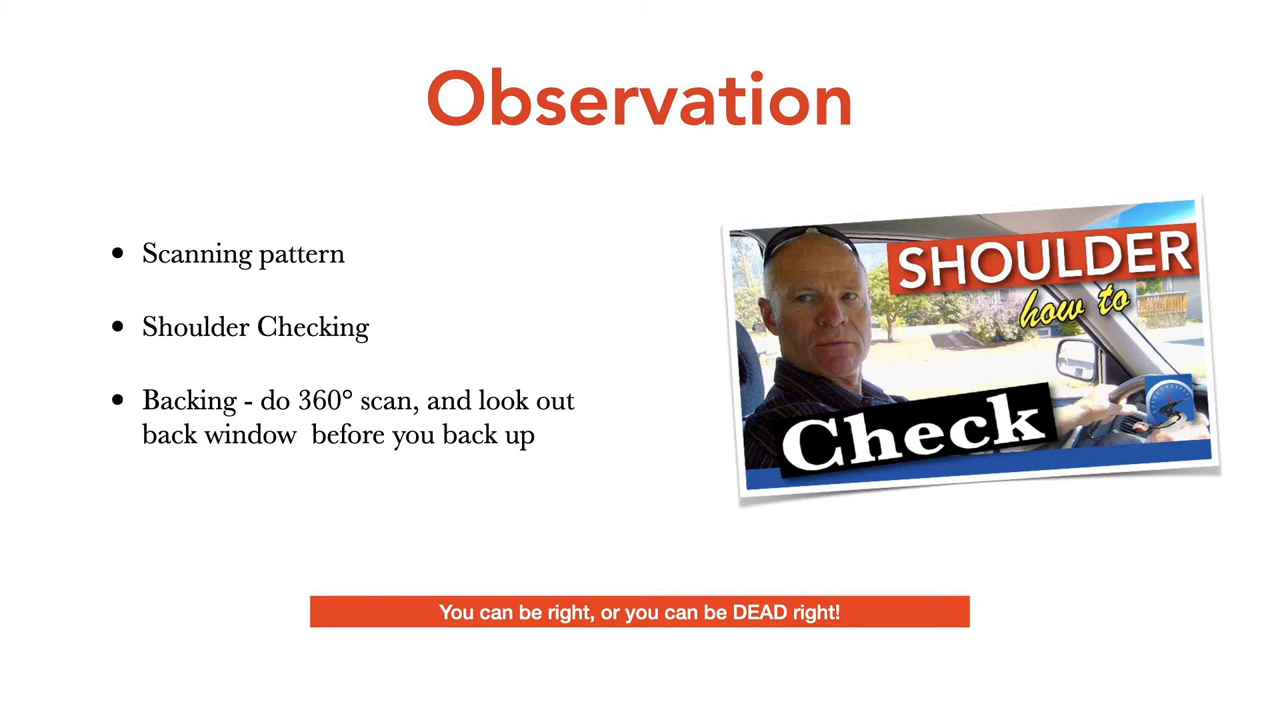 Observation
Scanning pattern
Shoulder Checking
Backing - do 360° scan, and look out
back window before you back up
SHOULDER
how to
Check
You can be right, or you can be DEAD right!